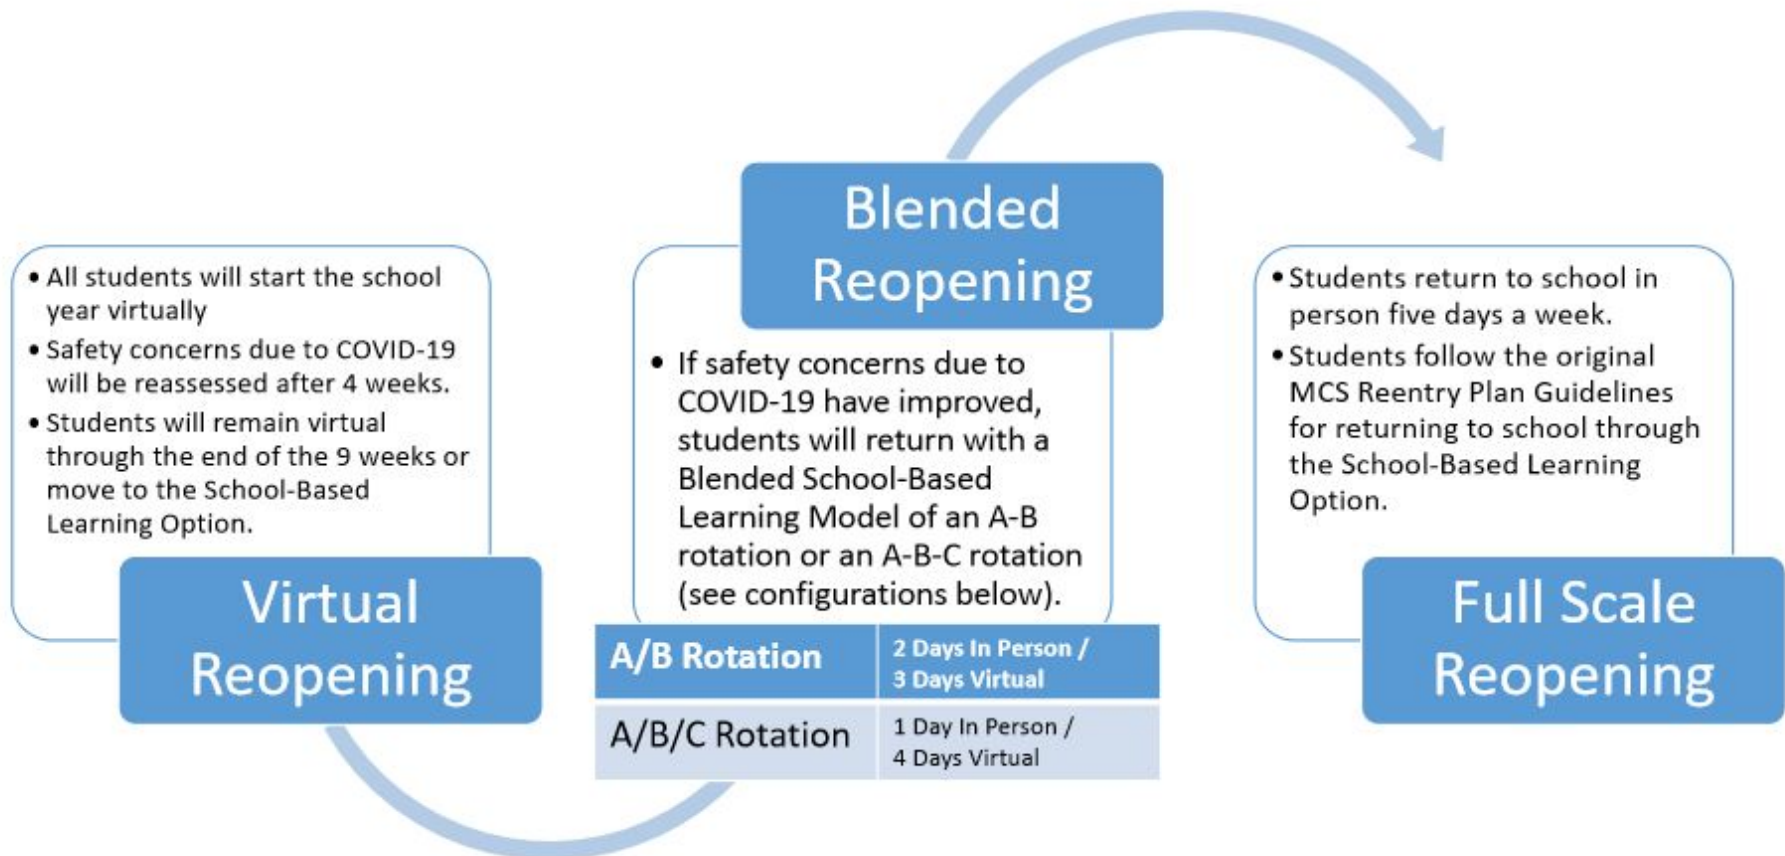 • All students will start the school
year virtually
• Safety concerns due to COVID-19
will be reassessed after 4 weeks.
• Students will remain virtual
through the end of the 9 weeks or
move to the School-Based
Learning Option.
Virtual
Reopening
Blended
Reopening
• If safety concerns due to
COVID-19 have improved,
students will return with a
Blended School-Based
Learning Model of an A-B
rotation or an A-B-C rotation
(see configurations below).
A/B Rotation
2 Days In Person /
3 Days Virtual
A/B/C Rotation
1 Day In Person /
4 Days Virtual
• Students return to school in
person five days a week.
• Students follow the original
MCS Reentry Plan Guidelines
for returning to school through
the School-Based Learning
Option.
Full Scale
Reopening